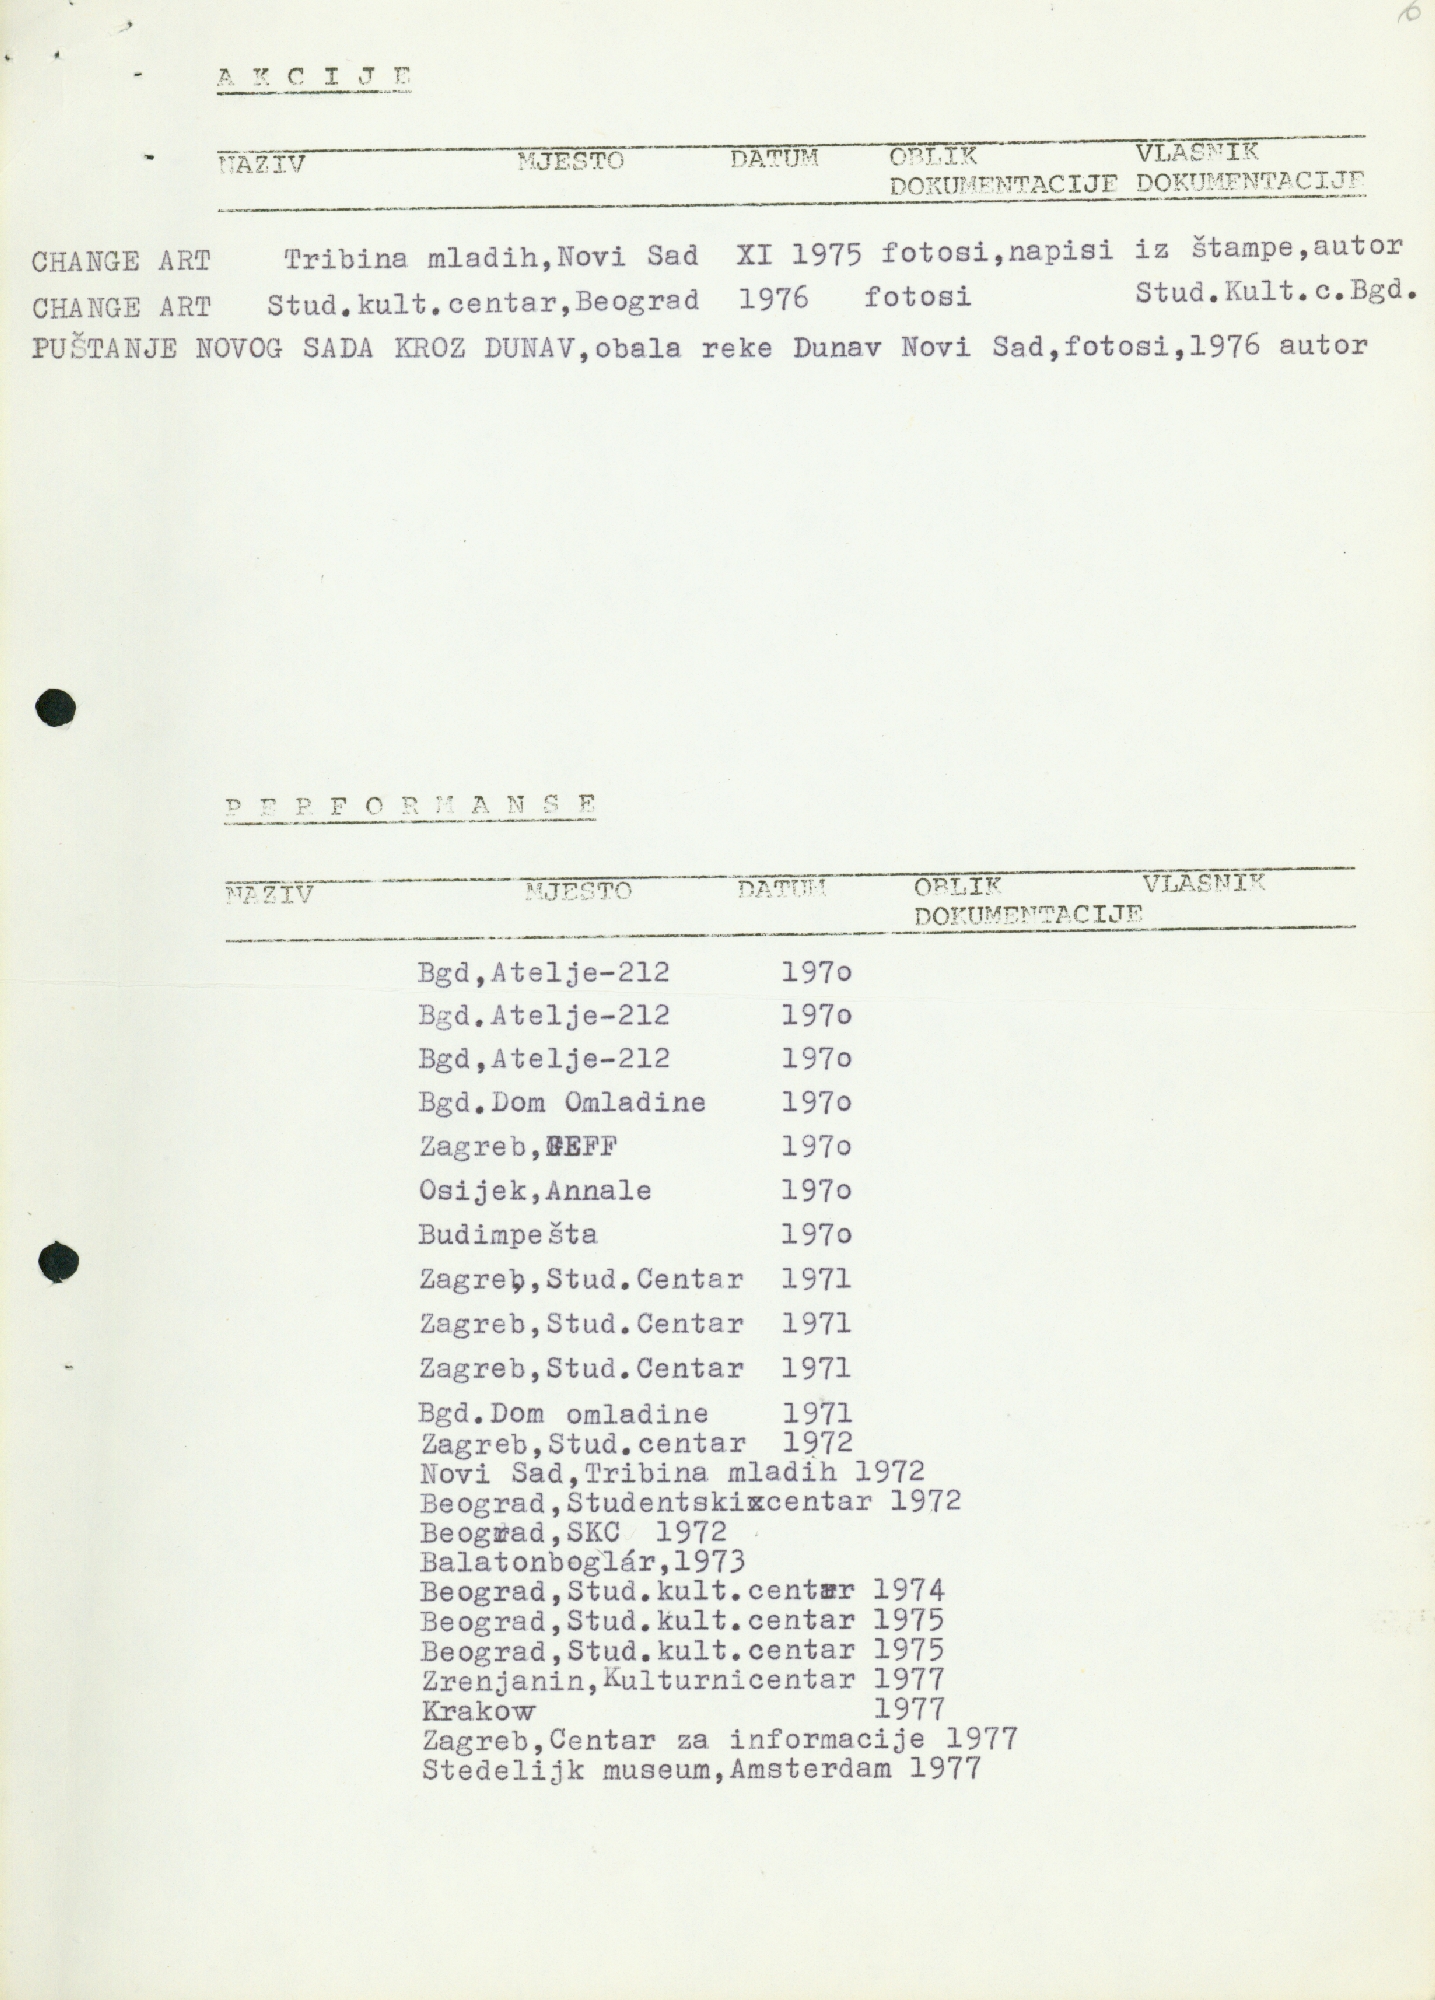 6
A K C I J E
NAZIV MJESTO DATUM OBLIK DOKUMENTACIJE VLASNIK DOKUMENTACIJE
CHANGE ART Tribina mladih,Novi Sad XI 1975 fotosi,napisi iz štampe,autor
CHANGE ART Stud.kult.centar,Beograd 1976 fotosi Stud.Kult.c.Bgd.
PUŠTANJE NOVOG SADA KROZ DUNAV,obala reke Dunav Novi Sad,fotosi,1976 autor
P E R F O R M A N S E
NAZIV MJESTO DATUM OBLIK DOKUMENTACIJE VLASNIK
Bgd,Atelje-212 197o
Bgd.Atelje-212 197o
Bgd,Atelje-212 197o
Bgd.Dom Omladine 197o
Zagreb,GEFF 197o
Osijek,Annale 197o
Budimpešta 197o
Zagreb,Stud.Centar 1971
Zagreb,Stud.Centar 1971
Zagreb,Stud.Centar 1971
Bgd.Dom omladine 1971
Zagreb,Stud.centar 1972
Novi Sad,Tribina mladih 1972
Beograd,Studentskixcentar 1972
Beograd,SKC 1972
Balatonboglár,1973
Beograd,Stud.kult.centar 1974
Beograd,Stud.kult.centar 1975
Beograd,Stud.kult.centar 1975
Zrenjanin,Kulturnicentar 1977
Krakow 1977
Zagreb,Centar za informacije 1977
Stedelijk museum,Amsterdam 1977